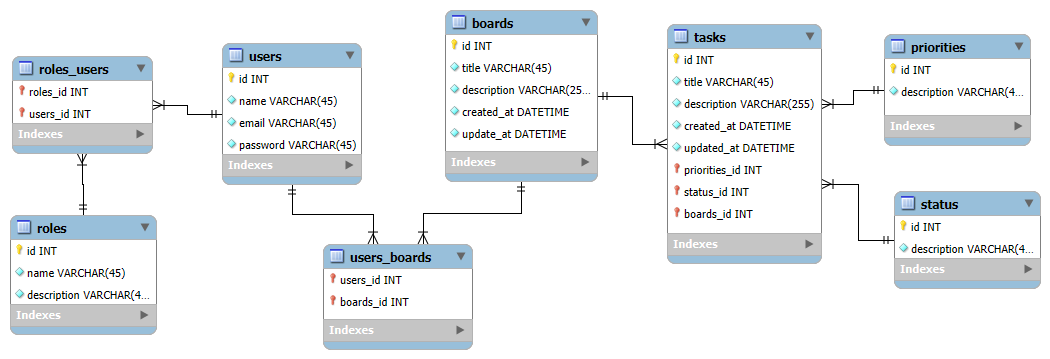 roles_users
roles_id INT
users_id INT
Indexes
roles
id INT
name VARCHAR(45)
description VARCHAR(4...
Indexes
users
id INT
name VARCHAR(45)
email VARCHAR(45)
password VARCHAR(45)
Indexes
users_boards
users_id INT
boards_id INT
Indexes
boards
id INT
title VARCHAR(45)
description VARCHAR(25...
created_at DATETIME
update_at DATETIME
Indexes
tasks
id INT
title VARCHAR(45)
description VARCHAR(255)
created_at DATETIME
updated_at DATETIME
priorities_id INT
status_id INT
boards_id INT
Indexes
priorities
id INT
description VARCHAR(4...
Indexes
status
id INT
description VARCHAR(4...
Indexes